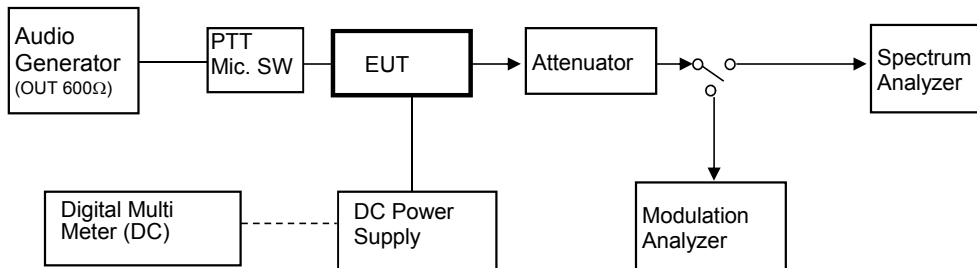 Audio
Generator
(OUT 600Ω)
PTT
Mic. SW
EUT
Attenuator
Spectrum
Analyzer
Digital Multi
Meter (DC)
DC Power
Supply
Modulation
Analyzer